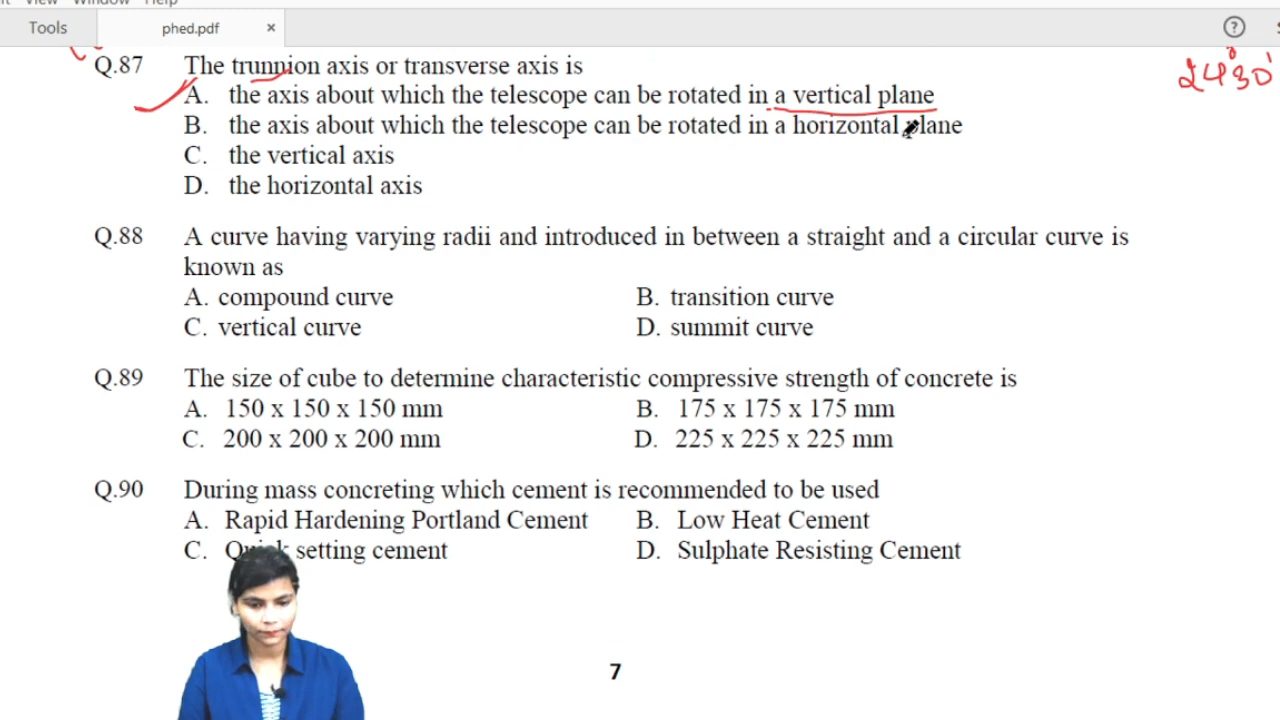 View Window Help
Tools phed.pdf ×
24°30'
Q.87 The trunnion axis or transverse axis is
A. the axis about which the telescope can be rotated in a vertical plane
B. the axis about which the telescope can be rotated in a horizontal plane
C. the vertical axis
D. the horizontal axis
Q.88 A curve having varying radii and introduced in between a straight and a circular curve is
known as
A. compound curve B. transition curve
C. vertical curve D. summit curve
Q.89 The size of cube to determine characteristic compressive strength of concrete is
A. 150 x 150 x 150 mm B. 175 x 175 x 175 mm
C. 200 x 200 x 200 mm D. 225 x 225 x 225 mm
Q.90 During mass concreting which cement is recommended to be used
A. Rapid Hardening Portland Cement B. Low Heat Cement
C. Quick setting cement D. Sulphate Resisting Cement
7